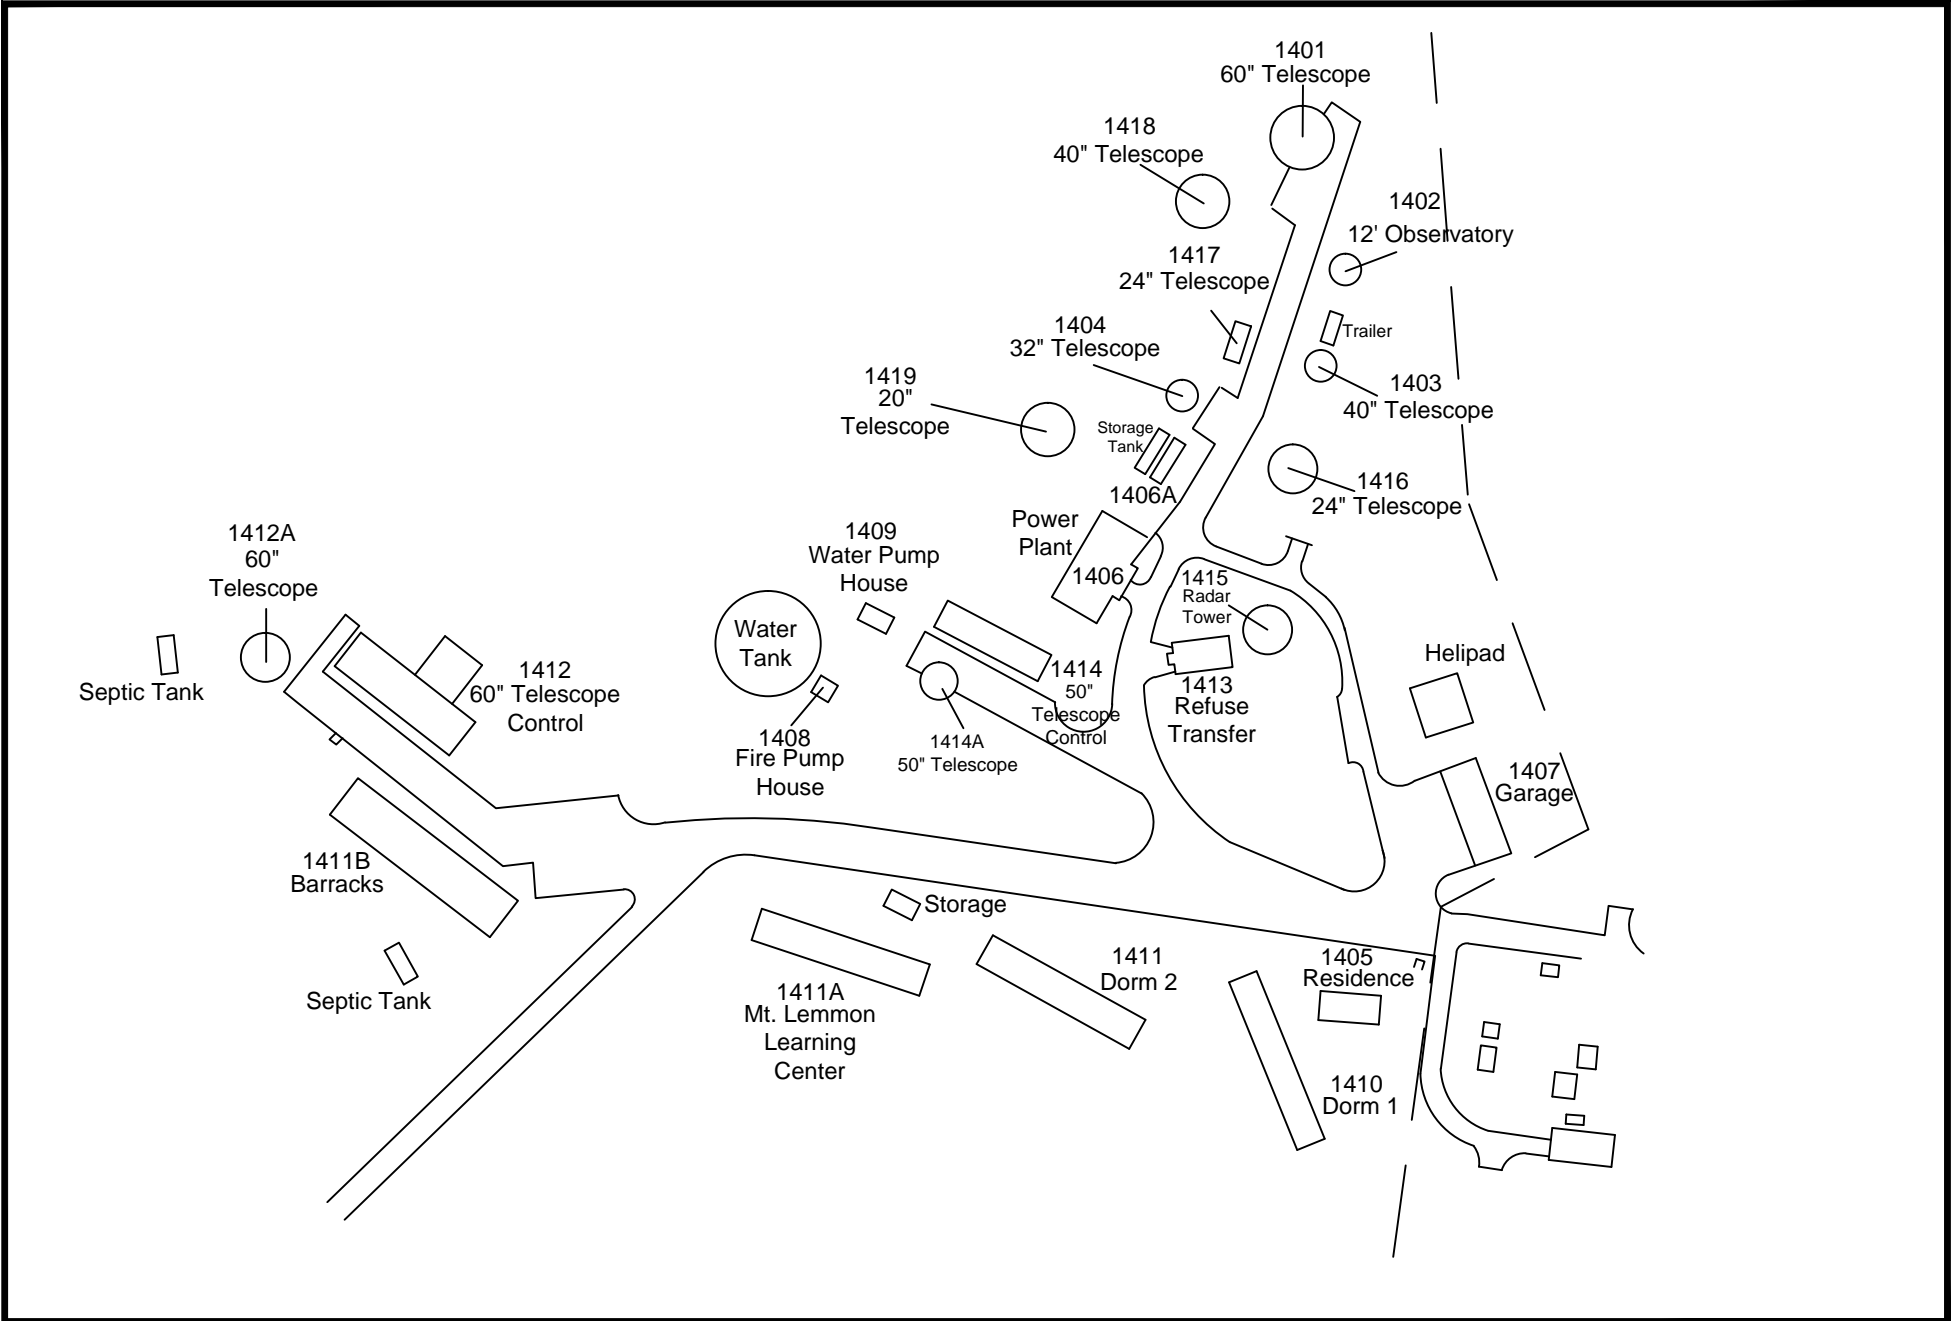 1401
60" Telescope
1418
40" Telescope
1402
12' Observatory
1417
24" Telescope
1404
32" Telescope
Trailer
1419
20"
Telescope
1403
40" Telescope
Storage
Tank
1406A
1416
24" Telescope
Power
Plant
1406
1409
Water Pump
House
1412A
60"
Telescope
1415
Radar
Tower
Water
Tank
Septic Tank
1412
60" Telescope
Control
1414
50"
Telescope
Control
1413
Refuse
Transfer
Helipad
1408
Fire Pump
House
1414A
50" Telescope
1407
Garage
1411B
Barracks
Storage
Septic Tank
1411A
Mt. Lemmon
Learning
Center
1411
Dorm 2
1405
Residence
1410
Dorm 1